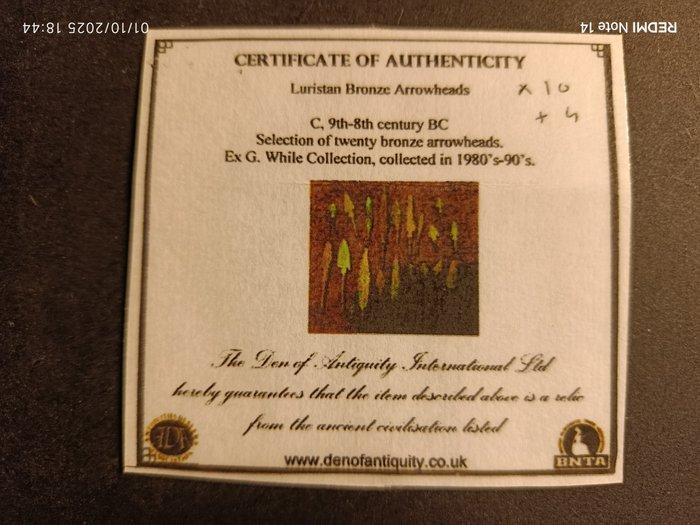 CERTIFICATE OF AUTHENTICITY
Luristan Bronze Arrowheads
x 10
+ 4
C, 9th-8th century BC
Selection of twenty bronze arrowheads.
Ex G. While Collection, collected in 1980's-90's.
The Den of Antiquity International Ltd
hereby guarantees that the item described above is a relic
from the ancient civilisation listed
www.denofantiquity.co.uk
BNTA
REDMI Note 14
01/10/2025 18:44